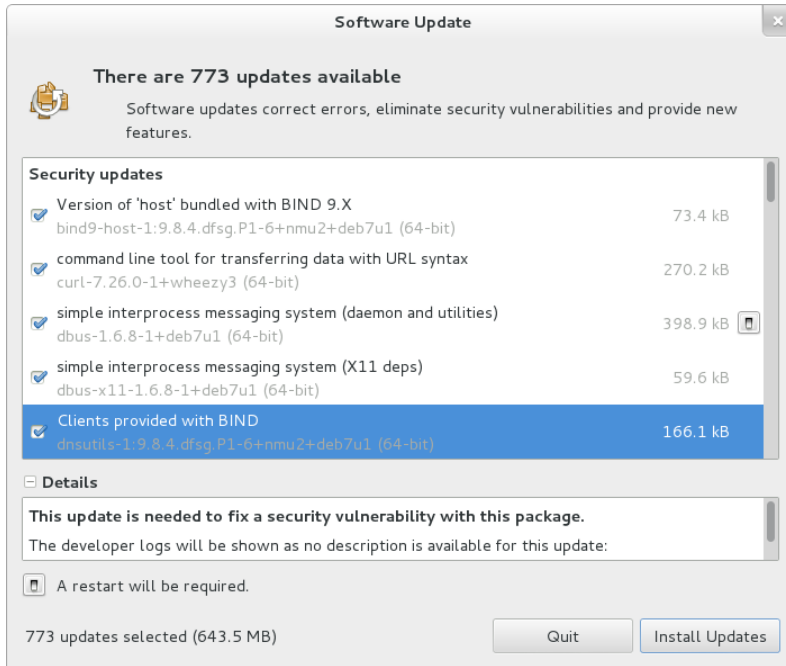 Software Update
There are 773 updates available
Software updates correct errors, eliminate security vulnerabilities and provide new
features.
Security updates
Version of 'host' bundled with BIND 9.X
bind9-host-1:9.8.4.dfsg.P1-6+nmu2+deb7u1 (64-bit)
73.4 kB
command line tool for transferring data with URL syntax
curl-7.26.0-1+wheezy3 (64-bit)
270.2 kB
simple interprocess messaging system (daemon and utilities)
dbus-1.6.8-1+deb7u1 (64-bit)
398.9 kB
simple interprocess messaging system (X11 deps)
dbus-x11-1.6.8-1+deb7u1 (64-bit)
59.6 kB
Clients provided with BIND
dnsutils-1:9.8.4.dfsg.P1-6+nmu2+deb7u1 (64-bit)
166.1 kB
Details
This update is needed to fix a security vulnerability with this package.
The developer logs will be shown as no description is available for this update:
A restart will be required.
773 updates selected (643.5 MB)
Quit
Install Updates